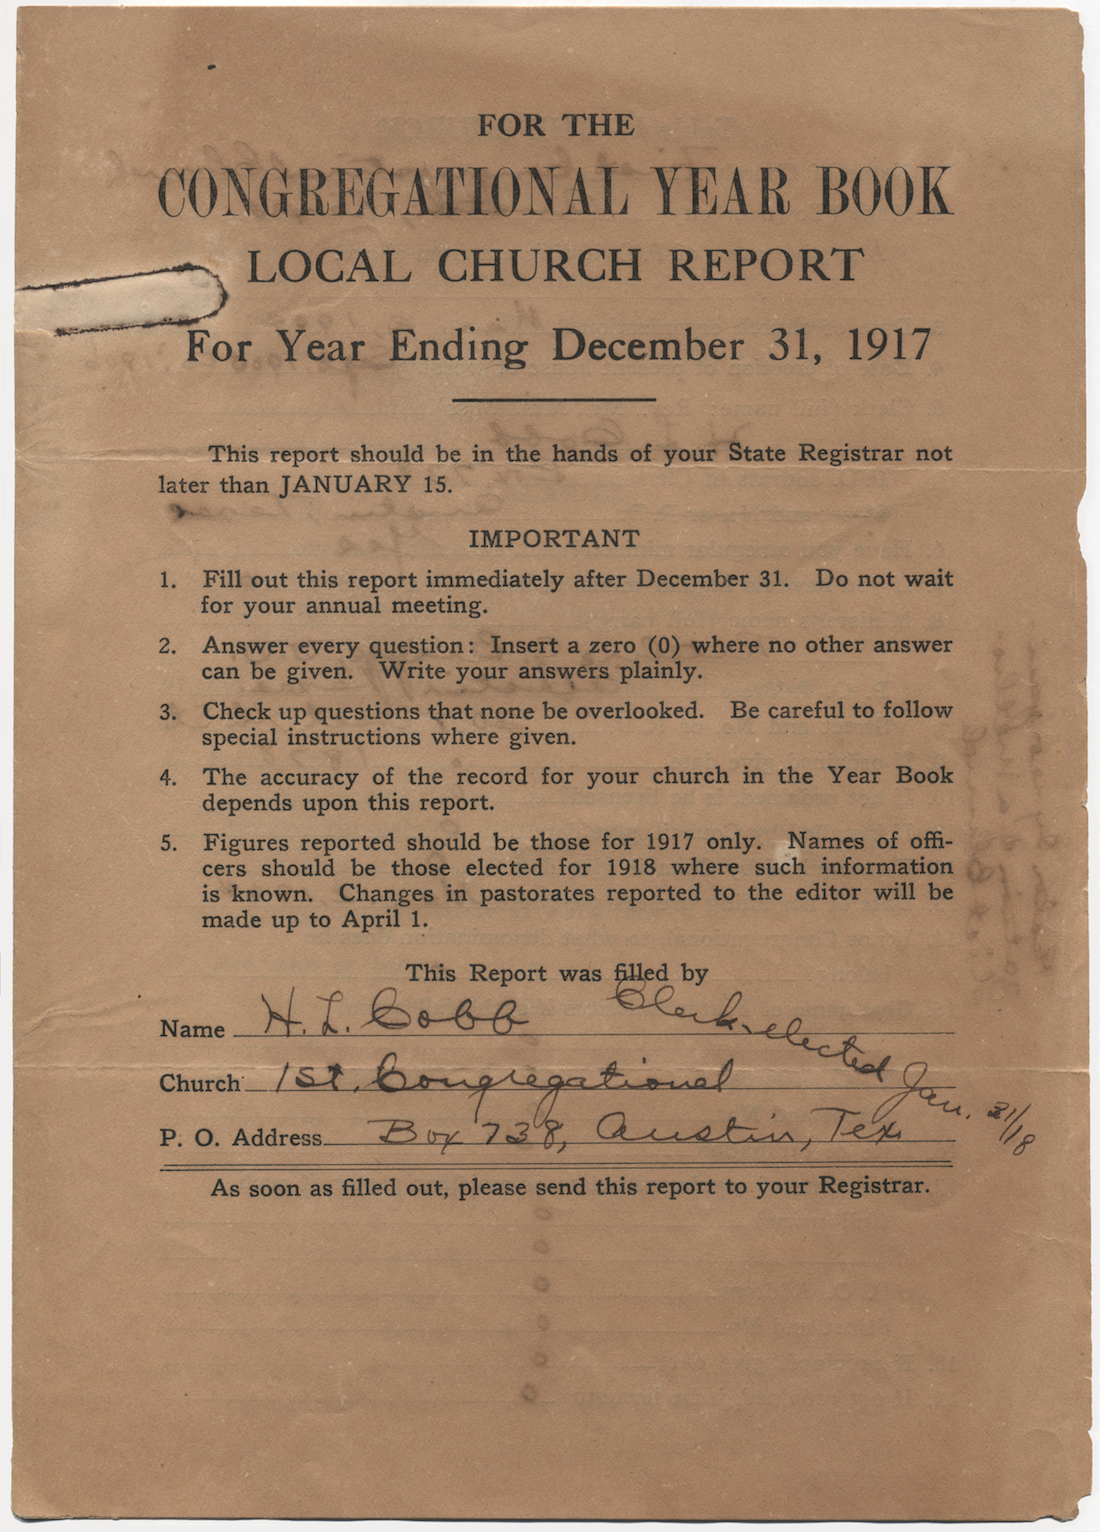 FOR THE
CONGREGATIONAL YEAR BOOK
LOCAL CHURCH REPORT
For Year Ending December 31, 1917
This report should be in the hands of your State Registrar not
later than JANUARY 15.
IMPORTANT
1. Fill out this report immediately after December 31. Do not wait
for your annual meeting.
2. Answer every question: Insert a zero (0) where no other answer
can be given. Write your answers plainly.
3. Check up questions that none be overlooked. Be careful to follow
special instructions where given.
4. The accuracy of the record for your church in the Year Book
depends upon this report.
5. Figures reported should be those for 1917 only. Names of offi-
cers should be those elected for 1918 where such information
is known. Changes in pastorates reported to the editor will be
made up to April 1.
This Report was filled by
Name H. L. Cobb Clerk elected Jan. 31/18
Church 1st. Congregational
P. O. Address Box 738, Austin, Tex
As soon as filled out, please send this report to your Registrar.